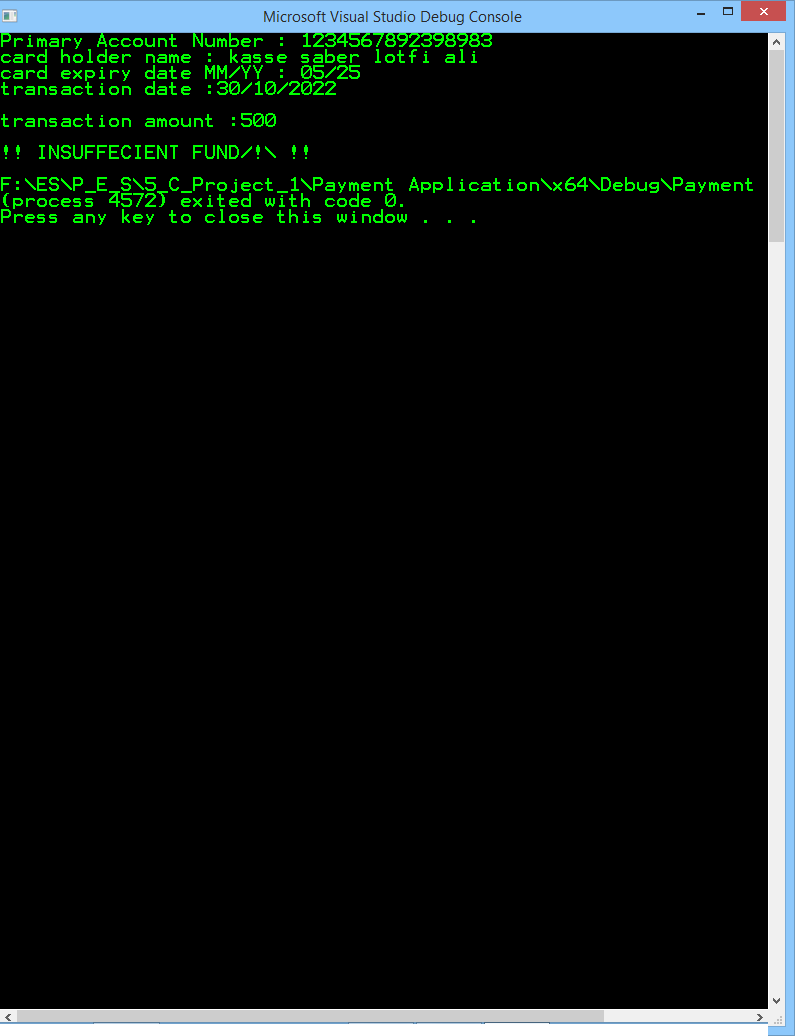 Microsoft Visual Studio Debug Console
Primary Account Number : 1234567892398983
card holder name : kasse saber lotfi ali
card expiry date MM/YY : 05/25
transaction date :30/10/2022
transaction amount :500
!! INSUFFECIENT FUND/!\ !!
F:\ES\P_E_S\5_C_Project_1\Payment Application\x64\Debug\Payment
(process 4572) exited with code 0.
Press any key to close this window . . .